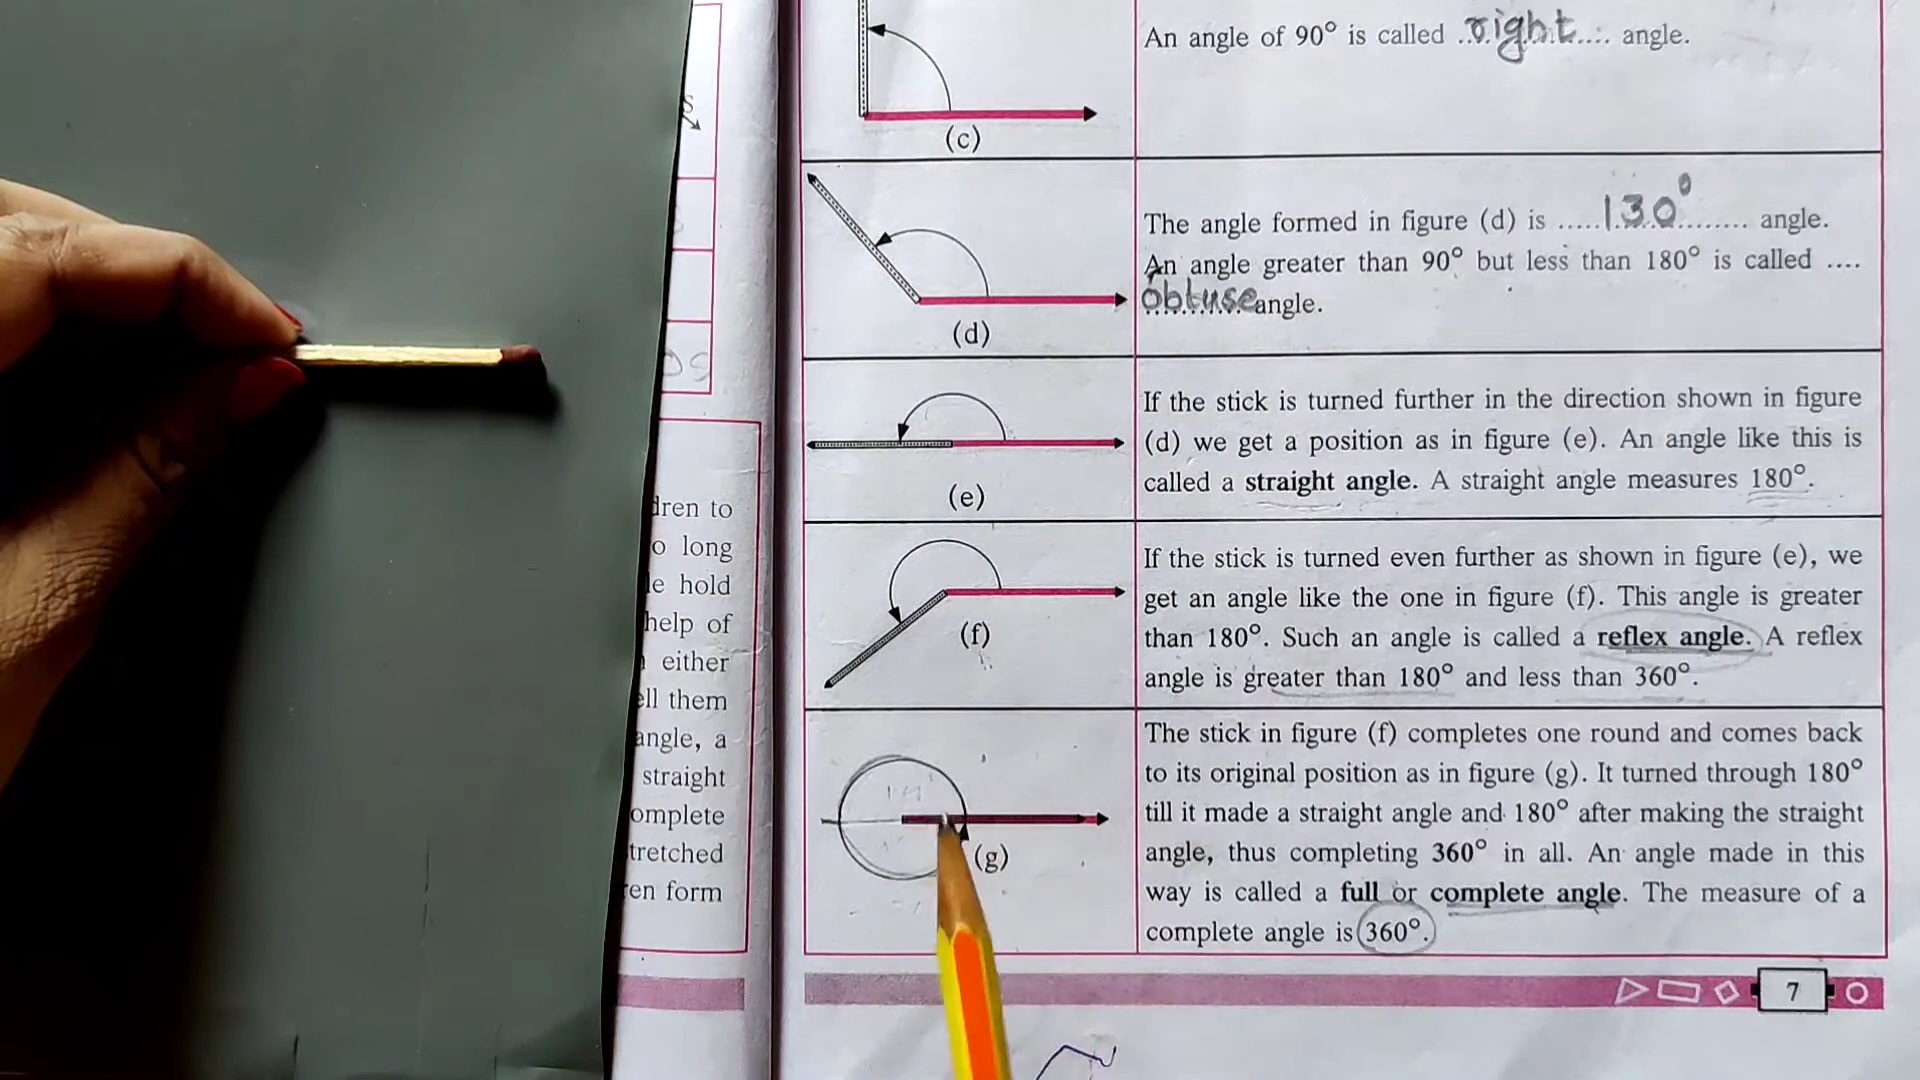 S
DS
dren to
o long
le hold
help of
either
ell them
angle, a
straight
omplete
tretched
en form
An angle of 90° is called ..right.... angle.
(c)
The angle formed in figure (d) is .....130°........ angle.
An angle greater than 90° but less than 180° is called ....
obtuse angle.
(d)
If the stick is turned further in the direction shown in figure
(d) we get a position as in figure (e). An angle like this is
called a straight angle. A straight angle measures 180°.
(e)
If the stick is turned even further as shown in figure (e), we
get an angle like the one in figure (f). This angle is greater
than 180°. Such an angle is called a reflex angle. A reflex
angle is greater than 180° and less than 360°.
(f)
The stick in figure (f) completes one round and comes back
to its original position as in figure (g). It turned through 180°
till it made a straight angle and 180° after making the straight
angle, thus completing 360° in all. An angle made in this
way is called a full or complete angle. The measure of a
complete angle is 360°.
(g)
7